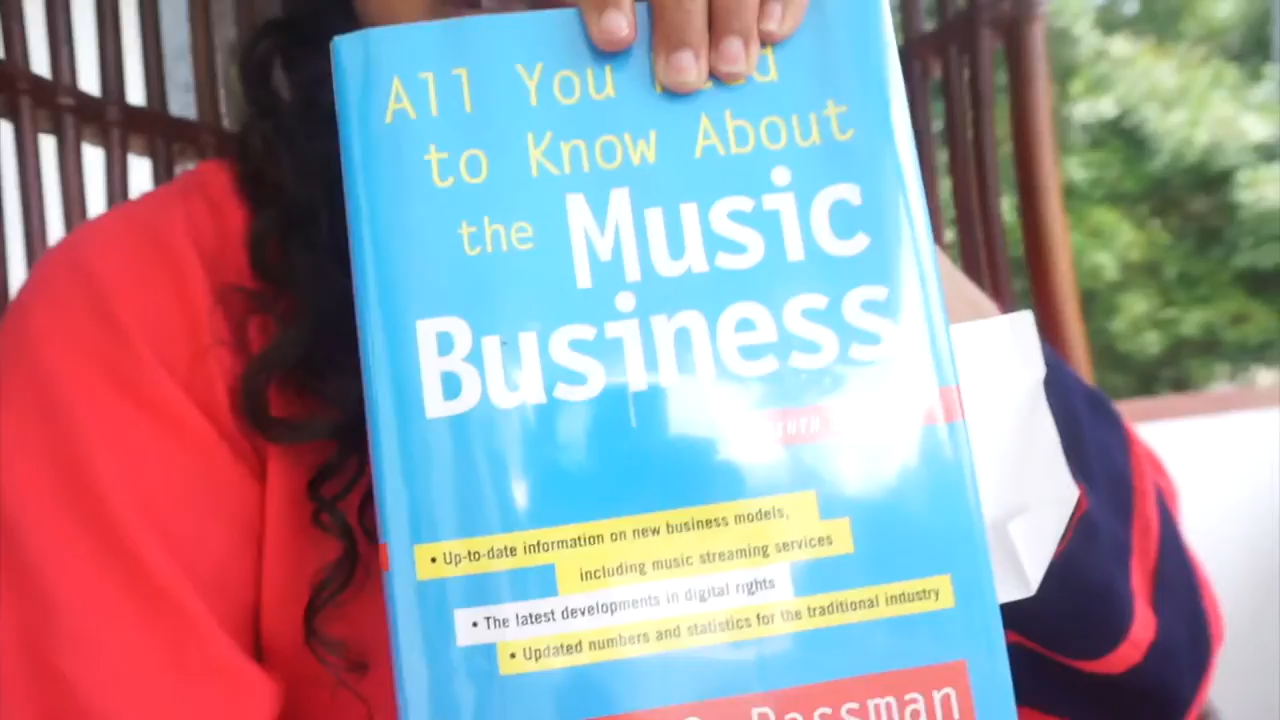 All You Need
to Know About
the Music
Business
• Up-to-date information on new business models,
including music streaming services
• The latest developments in digital rights
• Updated numbers and statistics for the traditional industry
Passman